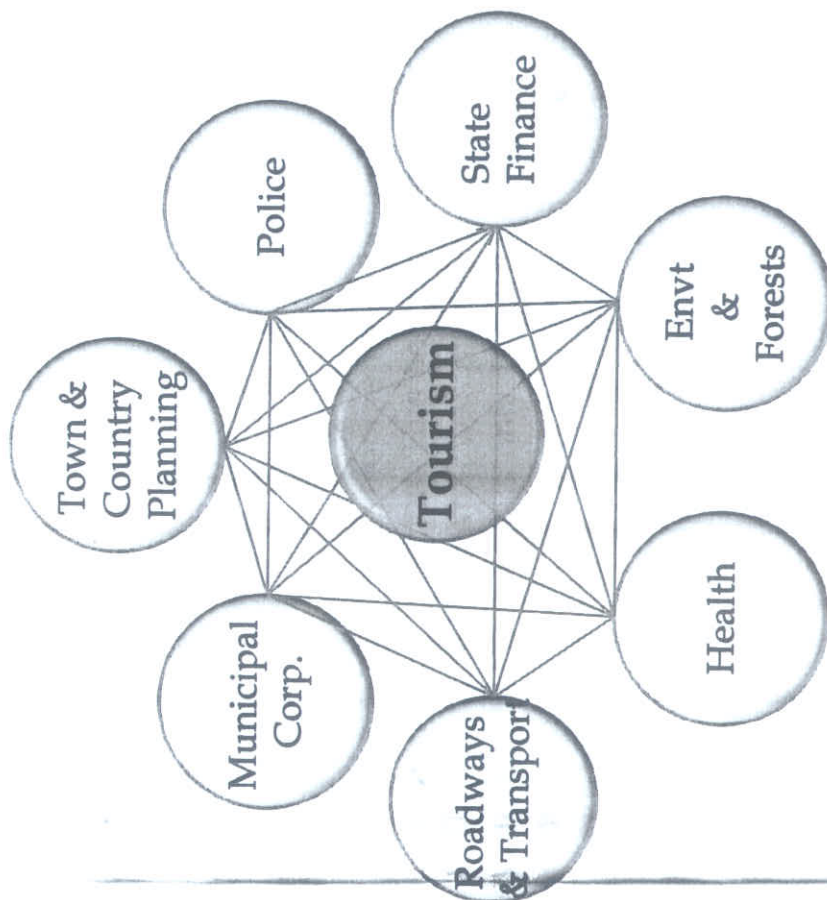 Town &
Country
Planning
Municipal
Corp.
Police
Tourism
Roadways
& Transport
State
Finance
Health
Envt
&
Forests